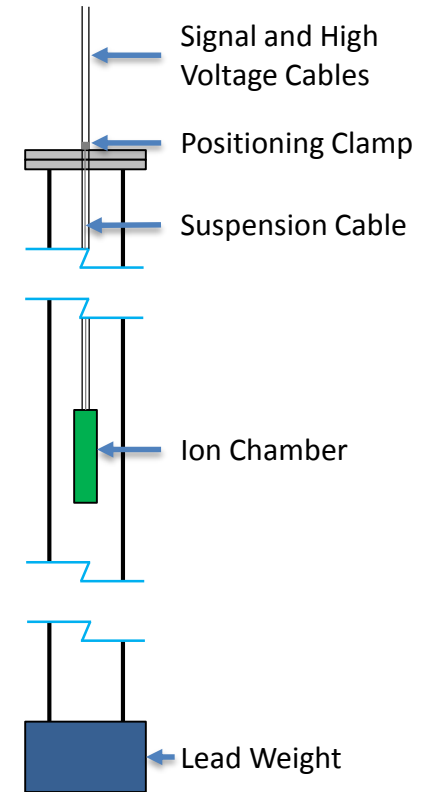 Signal and High
Voltage Cables
Positioning Clamp
Suspension Cable
Ion Chamber
Lead Weight